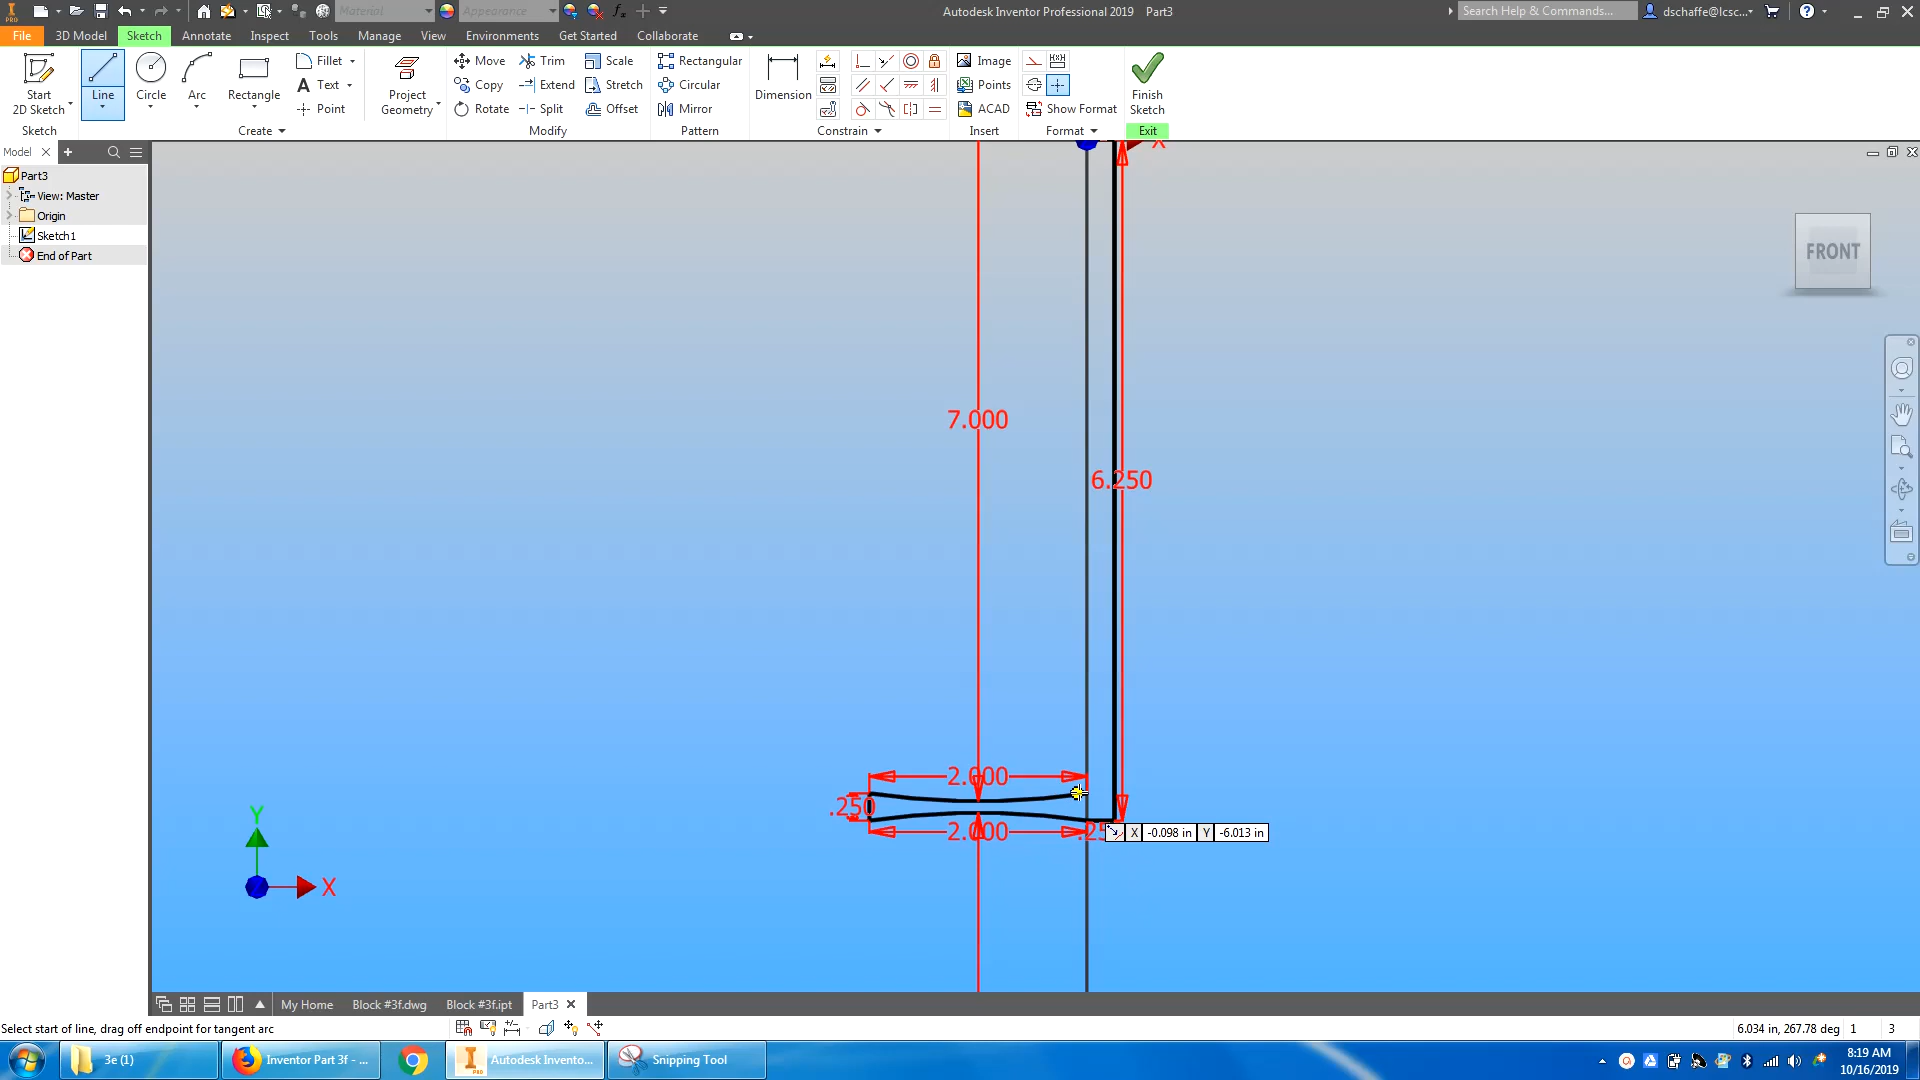 Material
Appearance
Autodesk Inventor Professional 2019 Part3
Search Help & Commands...
dschaffe@lcsc...
PRO
File 3D Model Sketch Annotate Inspect Tools Manage View Environments Get Started Collaborate
Start
2D Sketch
Line
Circle
Arc
Rectangle
Fillet
Text
Point
Project
Geometry
Move
Copy
Rotate
Trim
Extend
Split
Scale
Stretch
Offset
Rectangular
Circular
Mirror
Dimension
Image
Points
ACAD
Show Format
Finish
Sketch
Sketch Create Modify Pattern Constrain Insert Format Exit
Model
Part3
View: Master
Origin
Sketch1
End of Part
X
FRONT
7.000
6.250
2.000
.250
2.000
X -0.098 in Y -6.013 in
Y
X
My Home Block #3f.dwg Block #3f.ipt Part3
Select start of line, drag off endpoint for tangent arc
6.034 in, 267.78 deg 1 3
3e (1)
Inventor Part 3f - ...
Autodesk Invento...
Snipping Tool
8:19 AM
10/16/2019